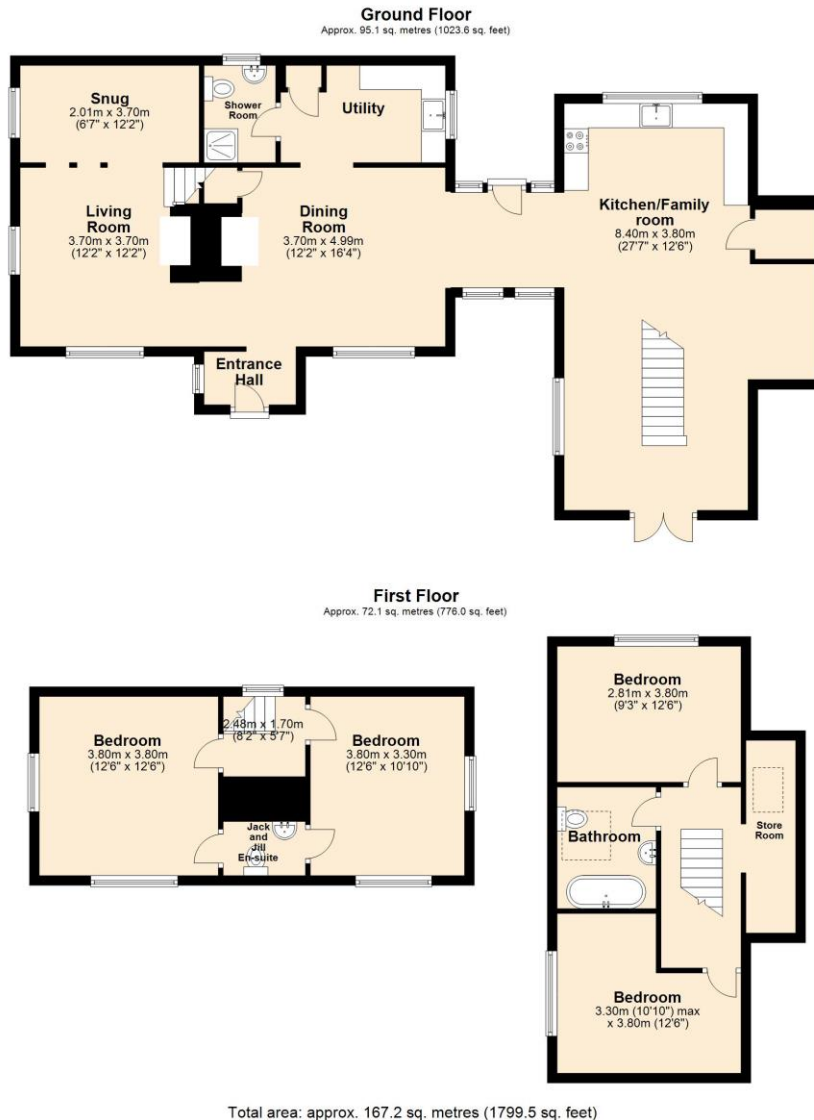 Ground Floor
Approx. 95.1 sq. metres (1023.6 sq. feet)
Snug
2.01m x 3.70m
(6'7" x 12'2")
Shower
Room
Utility
Living
Room
3.70m x 3.70m
(12'2" x 12'2")
Dining
Room
3.70m x 4.99m
(12'2" x 16'4")
Kitchen/Family
room
8.40m x 3.80m
(27'7" x 12'6")
Entrance
Hall
First Floor
Approx. 72.1 sq. metres (776.0 sq. feet)
Bedroom
3.80m x 3.80m
(12'6" x 12'6")
2.48m x 1.70m
(8'2" x 5'7")
Bedroom
3.80m x 3.30m
(12'6" x 10'10")
Jack
and
Jill
En-suite
Bedroom
2.81m x 3.80m
(9'3" x 12'6")
Bathroom
Store
Room
Bedroom
3.30m (10'10") max
x 3.80m (12'6")
Total area: approx. 167.2 sq. metres (1799.5 sq. feet)